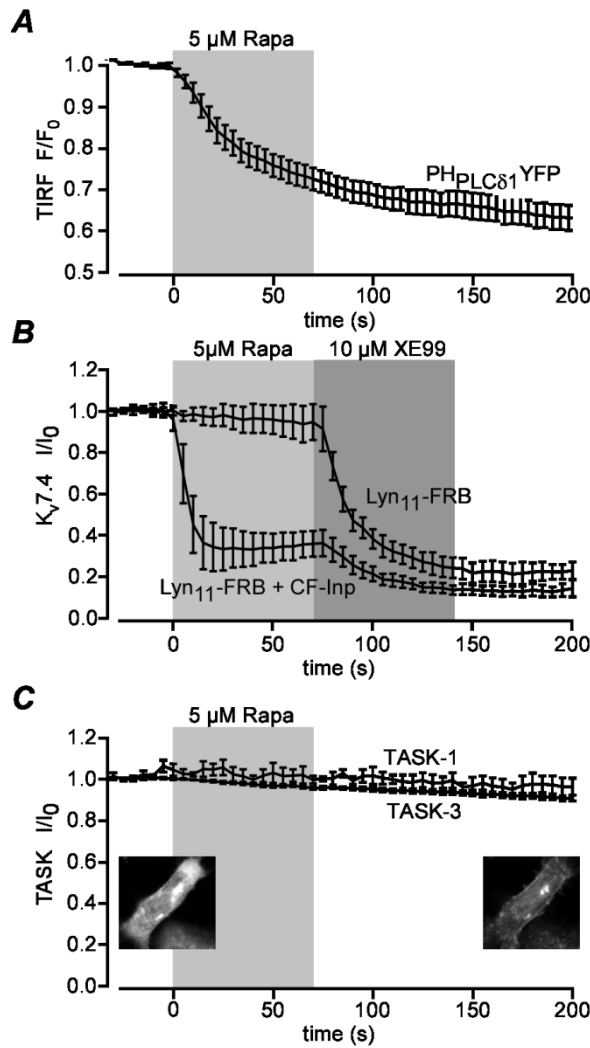 A
5 µM Rapa
TIRF F/F0
1.0
0.9
0.8
0.7
0.6
0.5
PHPLCδ1YFP
0 50 100 150 200
time (s)
B
5µM Rapa 10 µM XE99
Kv7.4 I/I0
1.2
1.0
0.8
0.6
0.4
0.2
0.0
Lyn11-FRB
Lyn11-FRB + CF-Inp
0 50 100 150 200
time (s)
C
5 µM Rapa
TASK I/I0
1.2
1.0
0.8
0.6
0.4
0.2
0.0
TASK-1
TASK-3
0 50 100 150 200
time (s)